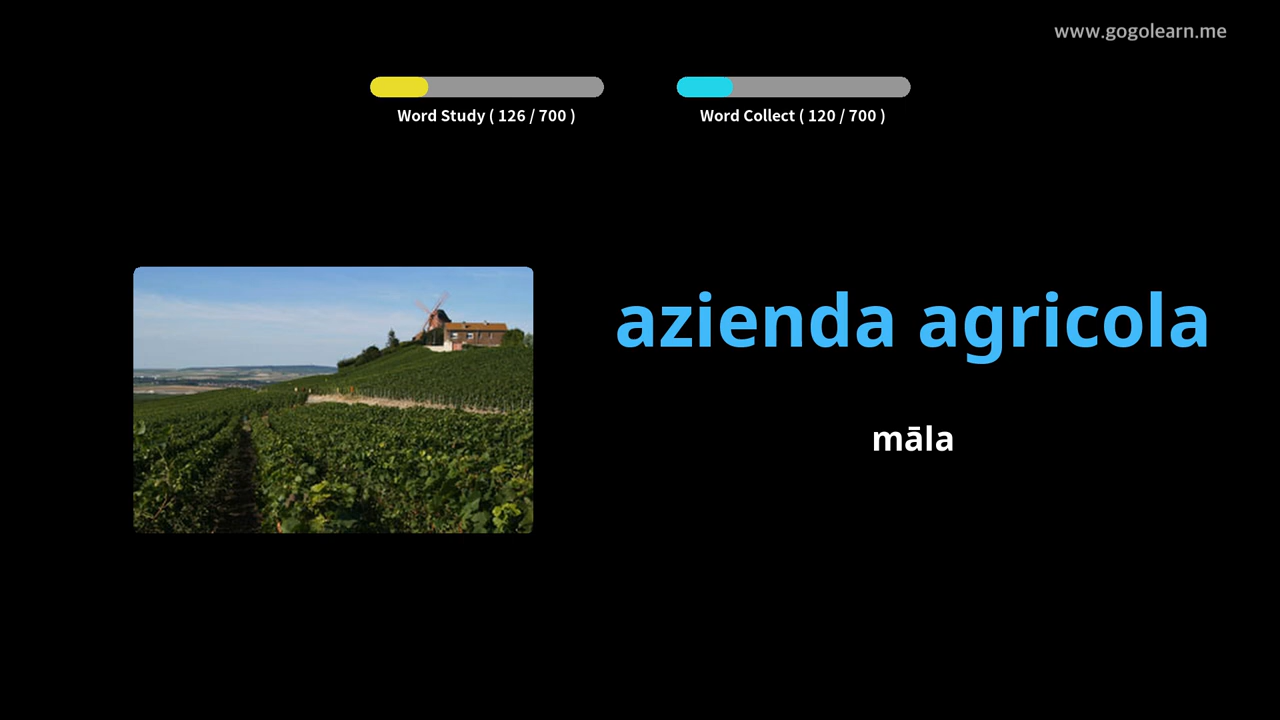 www.gogolearn.me
Word Study ( 126 / 700 )
Word Collect ( 120 / 700 )
azienda agricola
māla